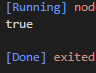 [Running] nod
true
[Done] exited